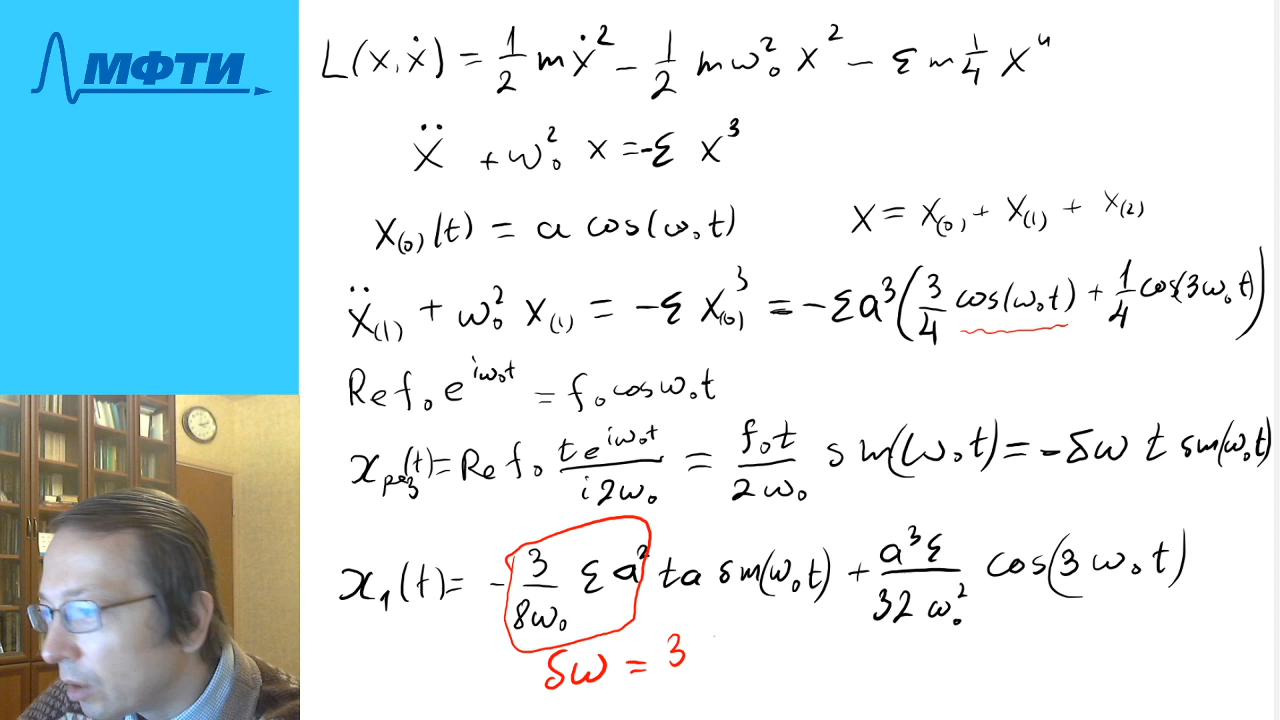 МФТИ
L(x,ẋ) = 1/2 mẋ² − 1/2 mω₀² x² − ε m 1/4 x⁴
ẍ + ω₀² x = -ε x³
x₍₀₎(t) = a cos(ω₀t)
x = x₍₀₎ + x₍₁₎ + x₍₂₎
ẍ₍₁₎ + ω₀² x₍₁₎ = −ε x₍₀₎³ = −εa³(3/4 cos(ω₀t) + 1/4 cos(3ω₀t))
Re f₀ e^{iω₀t} = f₀ cos ω₀t
x_рез(t) = Re f₀ te^{iω₀t}/i2ω₀ = f₀t/2ω₀ sin(ω₀t) = −δω t sin(ω₀t)
x₁(t) = - 3/8ω₀ εa² ta sin(ω₀t) + a³ε/32ω₀² cos(3ω₀t)
δω = 3